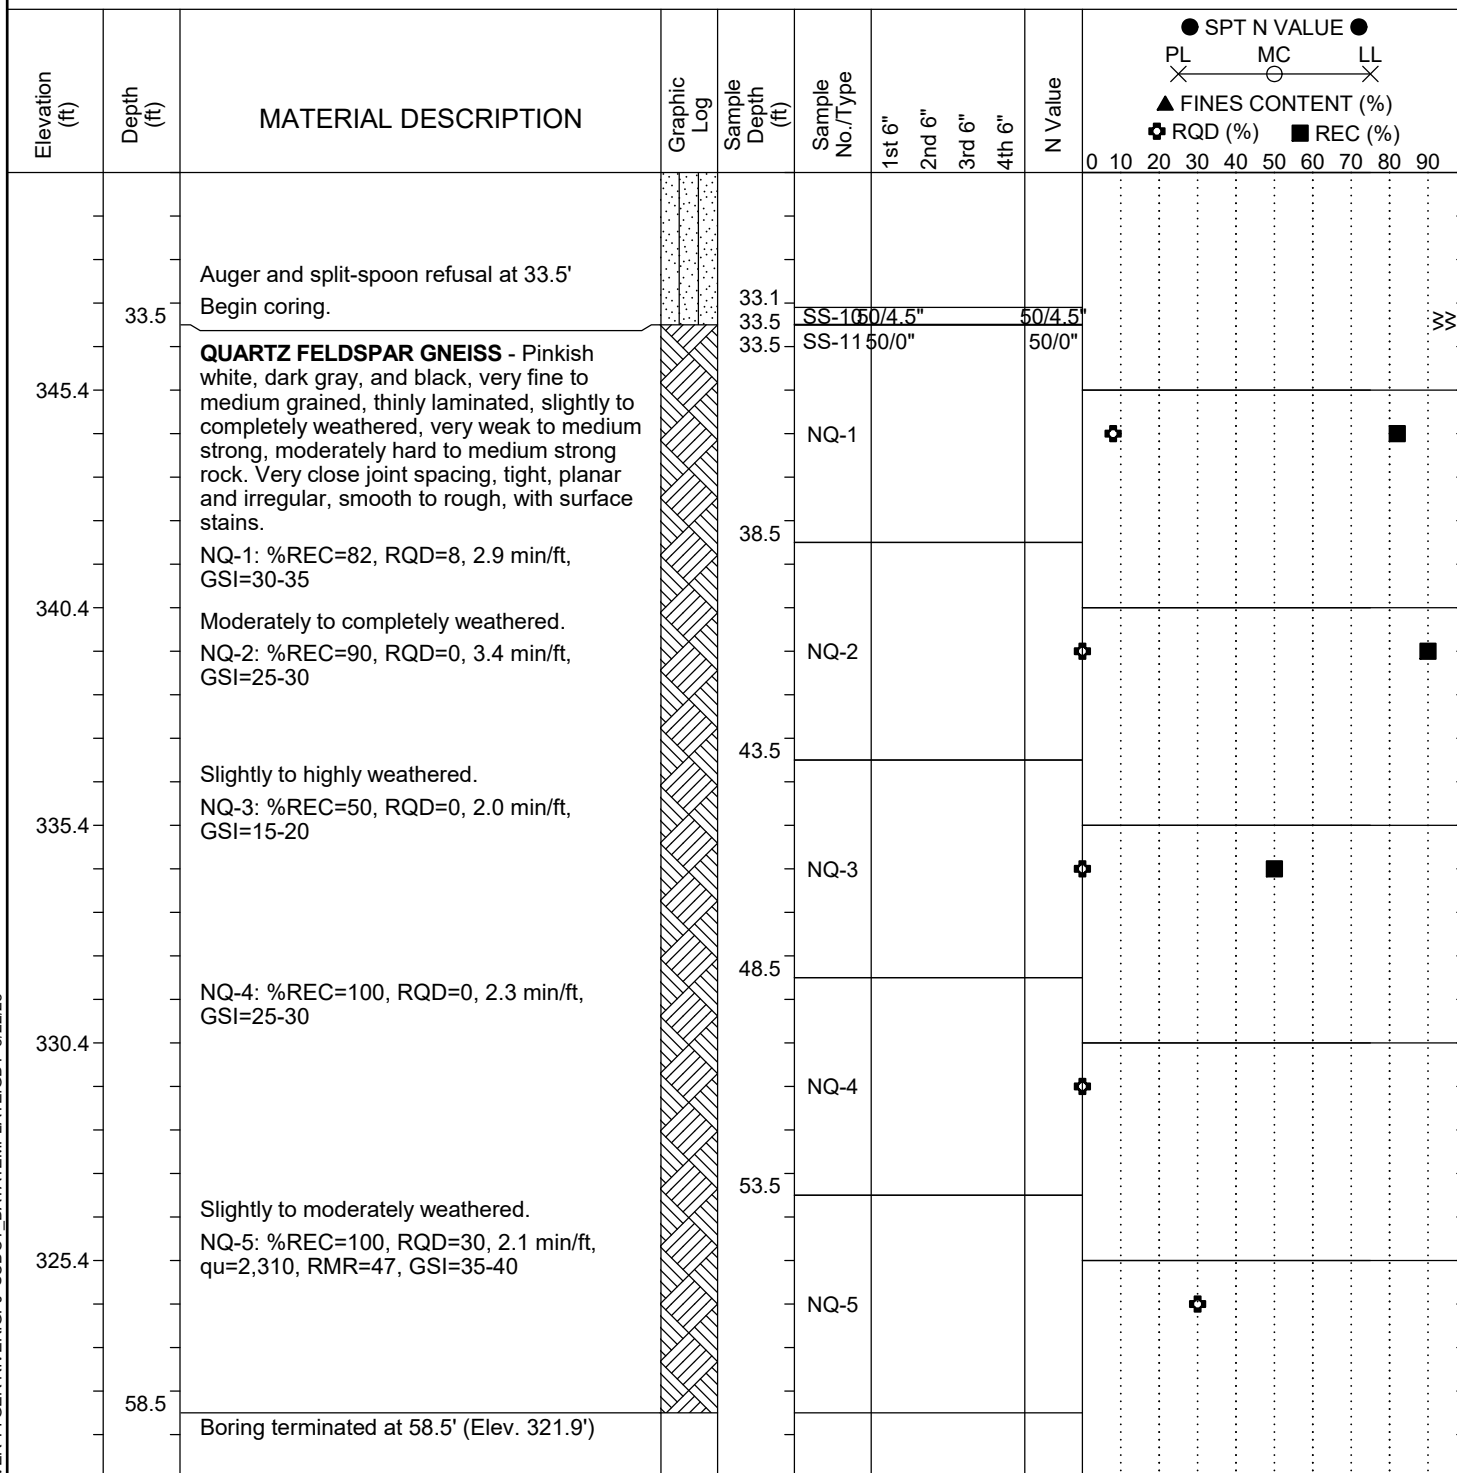 ● SPT N VALUE ●
PL MC LL
▲ FINES CONTENT (%)
RQD (%) ■ REC (%)
0 10 20 30 40 50 60 70 80 90
Elevation (ft)
Depth (ft)
MATERIAL DESCRIPTION
Graphic Log
Sample Depth (ft)
Sample No./Type
1st 6"
2nd 6"
3rd 6"
4th 6"
N Value
Auger and split-spoon refusal at 33.5'
Begin coring.
33.5
33.1
33.5
33.5
SS-10 50/4.5" 50/4.5" >>
SS-11 50/0" 50/0" >>
QUARTZ FELDSPAR GNEISS - Pinkish
white, dark gray, and black, very fine to
medium grained, thinly laminated, slightly to
completely weathered, very weak to medium
strong, moderately hard to medium strong
rock. Very close joint spacing, tight, planar
and irregular, smooth to rough, with surface
stains.
345.4
NQ-1
38.5
NQ-1: %REC=82, RQD=8, 2.9 min/ft,
GSI=30-35
340.4
Moderately to completely weathered.
NQ-2: %REC=90, RQD=0, 3.4 min/ft,
GSI=25-30
NQ-2
43.5
Slightly to highly weathered.
NQ-3: %REC=50, RQD=0, 2.0 min/ft,
GSI=15-20
335.4
NQ-3
48.5
NQ-4: %REC=100, RQD=0, 2.3 min/ft,
GSI=25-30
330.4
NQ-4
53.5
Slightly to moderately weathered.
NQ-5: %REC=100, RQD=30, 2.1 min/ft,
qu=2,310, RMR=47, GSI=35-40
325.4
NQ-5
58.5
Boring terminated at 58.5' (Elev. 321.9')